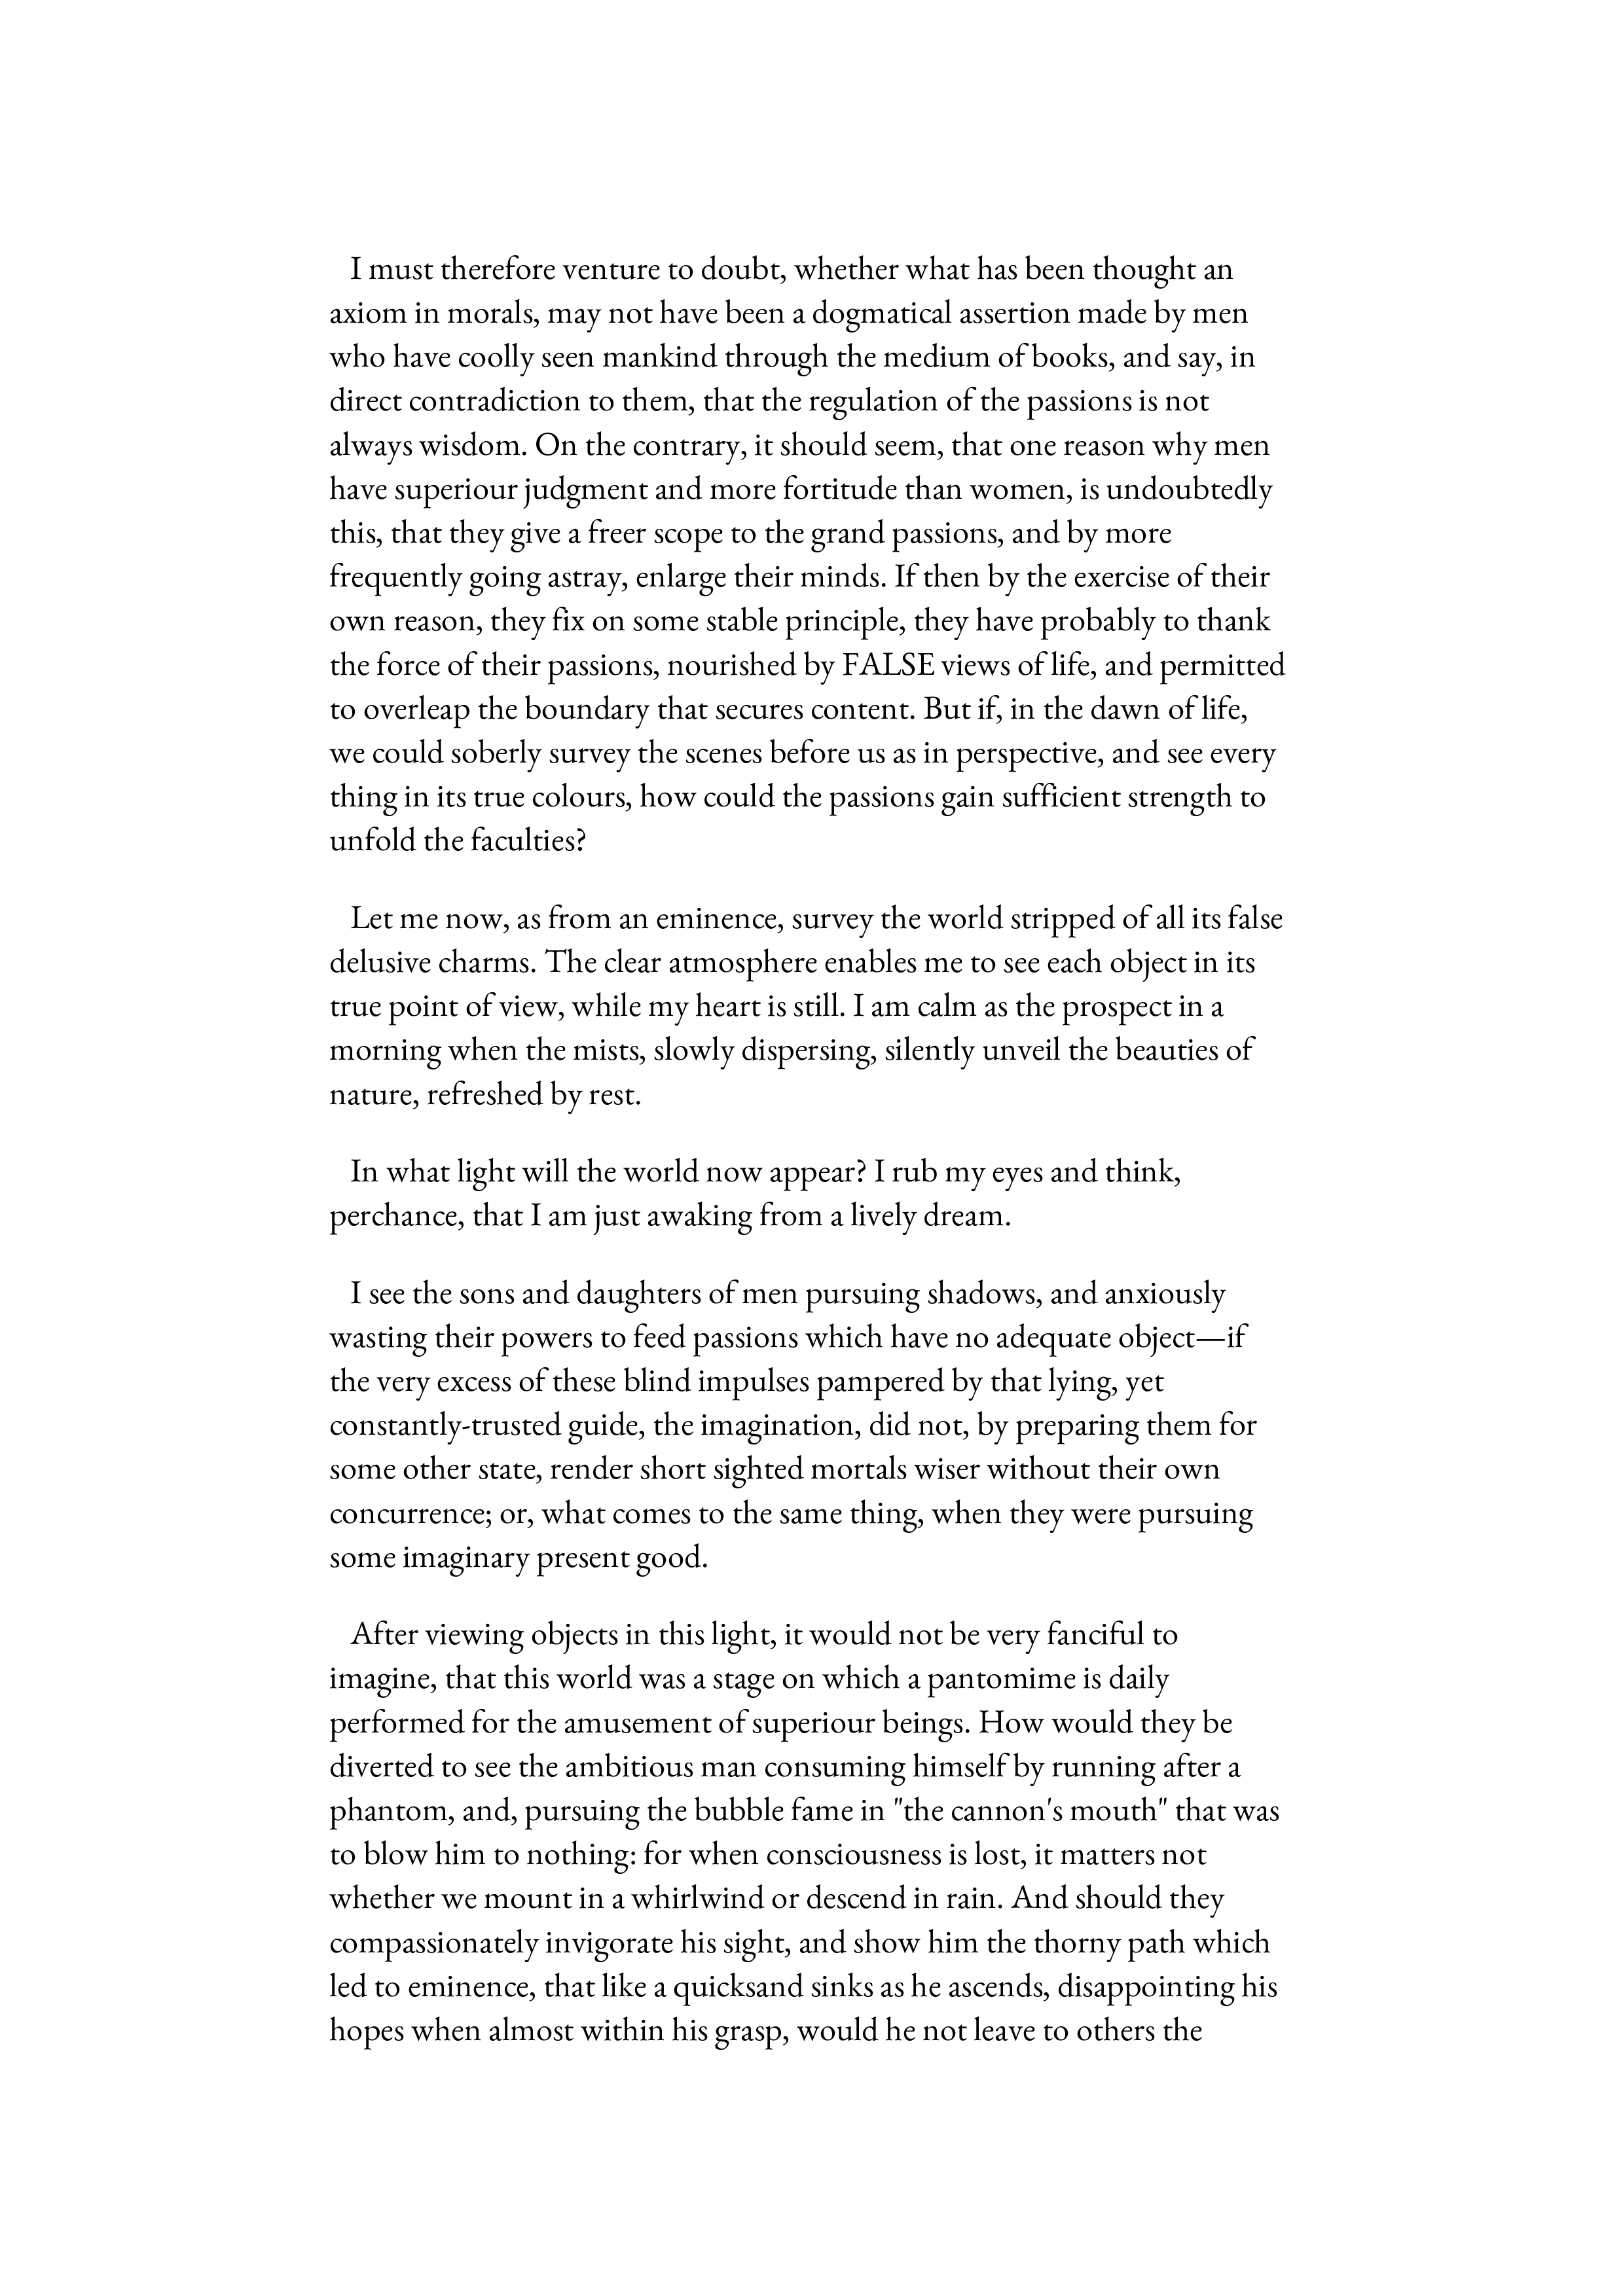 I must therefore venture to doubt, whether what has been thought an
axiom in morals, may not have been a dogmatical assertion made by men
who have coolly seen mankind through the medium of books, and say, in
direct contradiction to them, that the regulation of the passions is not
always wisdom. On the contrary, it should seem, that one reason why men
have superiour judgment and more fortitude than women, is undoubtedly
this, that they give a freer scope to the grand passions, and by more
frequently going astray, enlarge their minds. If then by the exercise of their
own reason, they fix on some stable principle, they have probably to thank
the force of their passions, nourished by FALSE views of life, and permitted
to overleap the boundary that secures content. But if, in the dawn of life,
we could soberly survey the scenes before us as in perspective, and see every
thing in its true colours, how could the passions gain sufficient strength to
unfold the faculties?
Let me now, as from an eminence, survey the world stripped of all its false
delusive charms. The clear atmosphere enables me to see each object in its
true point of view, while my heart is still. I am calm as the prospect in a
morning when the mists, slowly dispersing, silently unveil the beauties of
nature, refreshed by rest.
In what light will the world now appear? I rub my eyes and think,
perchance, that I am just awaking from a lively dream.
I see the sons and daughters of men pursuing shadows, and anxiously
wasting their powers to feed passions which have no adequate object—if
the very excess of these blind impulses pampered by that lying, yet
constantly-trusted guide, the imagination, did not, by preparing them for
some other state, render short sighted mortals wiser without their own
concurrence; or, what comes to the same thing, when they were pursuing
some imaginary present good.
After viewing objects in this light, it would not be very fanciful to
imagine, that this world was a stage on which a pantomime is daily
performed for the amusement of superiour beings. How would they be
diverted to see the ambitious man consuming himself by running after a
phantom, and, pursuing the bubble fame in "the cannon's mouth" that was
to blow him to nothing: for when consciousness is lost, it matters not
whether we mount in a whirlwind or descend in rain. And should they
compassionately invigorate his sight, and show him the thorny path which
led to eminence, that like a quicksand sinks as he ascends, disappointing his
hopes when almost within his grasp, would he not leave to others the